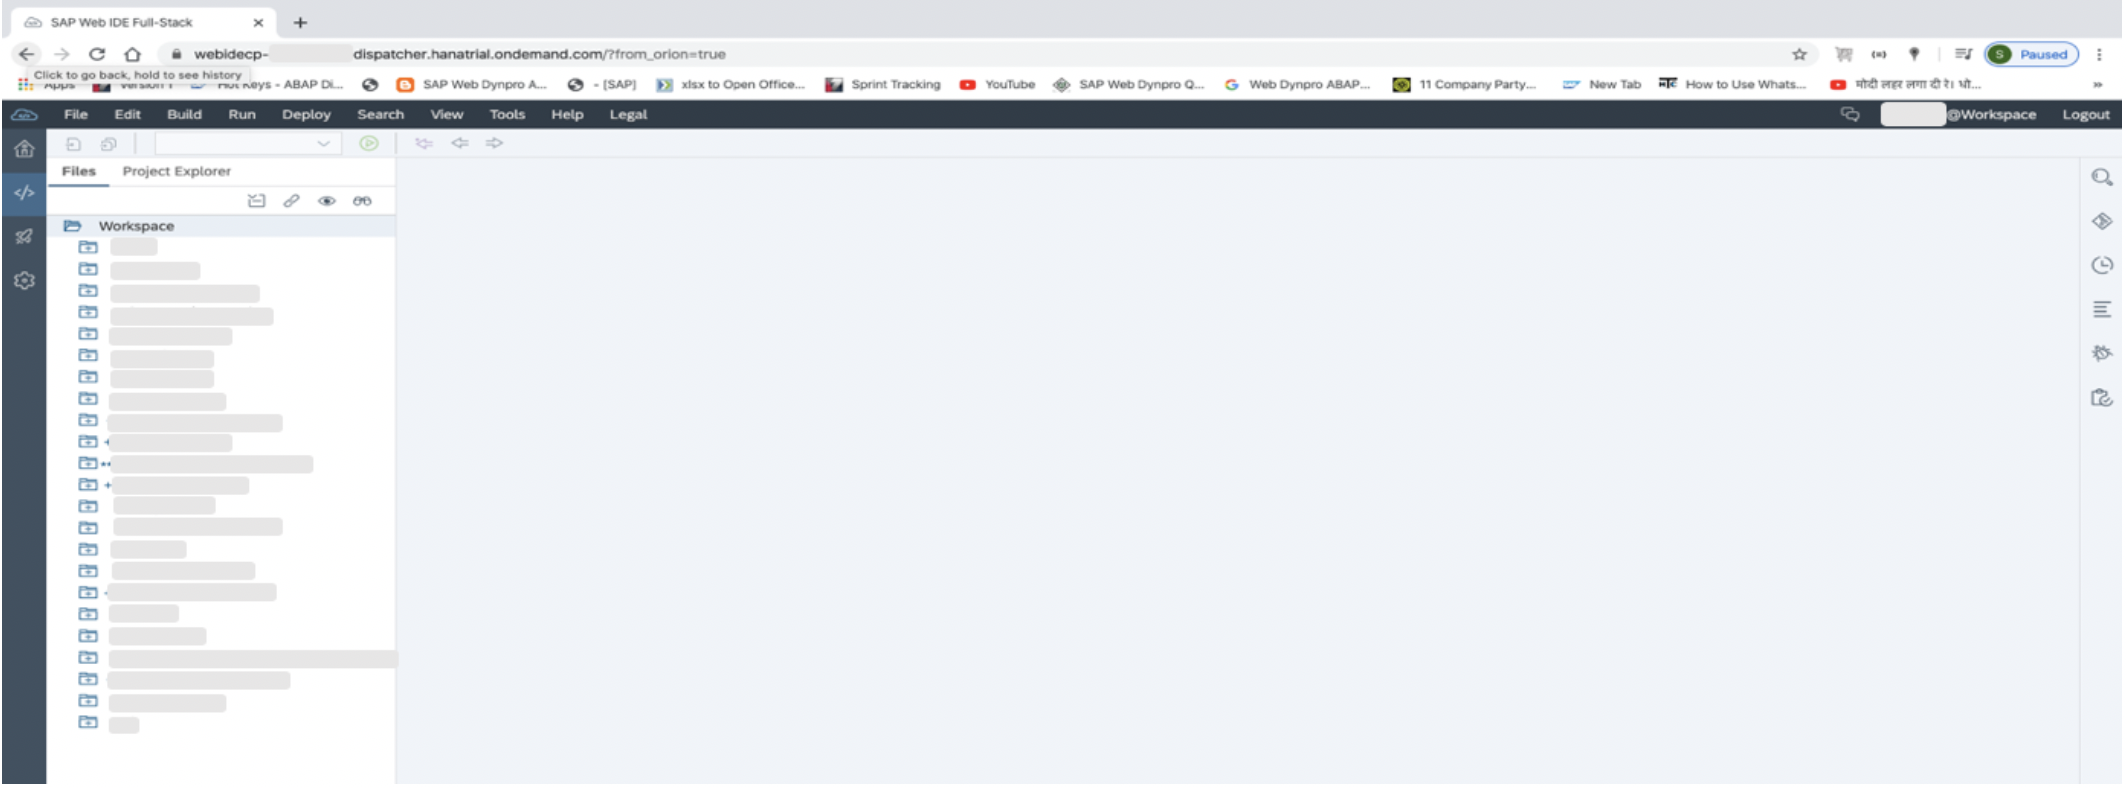 SAP Web IDE Full-Stack
webidecp- dispatcher.hanatrial.ondemand.com/?from_orion=true
S Paused
Click to go back, hold to see history
Apps Version 1 Hot Keys - ABAP Di... SAP Web Dynpro A... - [SAP] xlsx to Open Office... Sprint Tracking YouTube SAP Web Dynpro Q... G Web Dynpro ABAP... 11 Company Party... New Tab How to Use Whats... मोदी लहर लगा दी रे। भो... »
File Edit Build Run Deploy Search View Tools Help Legal @Workspace Logout
Files Project Explorer
Workspace